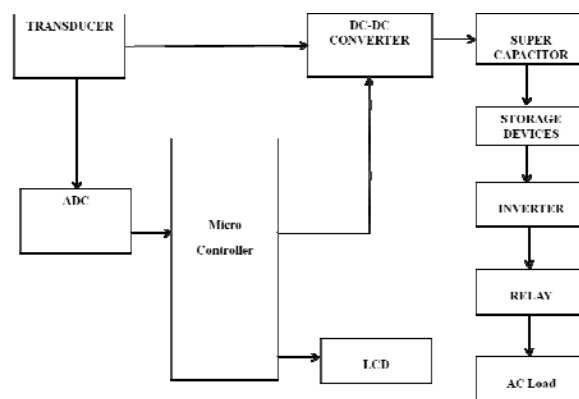 TRANSDUCER
DC-DC
CONVERTER
SUPER
CAPACITOR
STORAGE
DEVICES
ADC
Micro
Controller
INVERTER
RELAY
LCD
AC Load